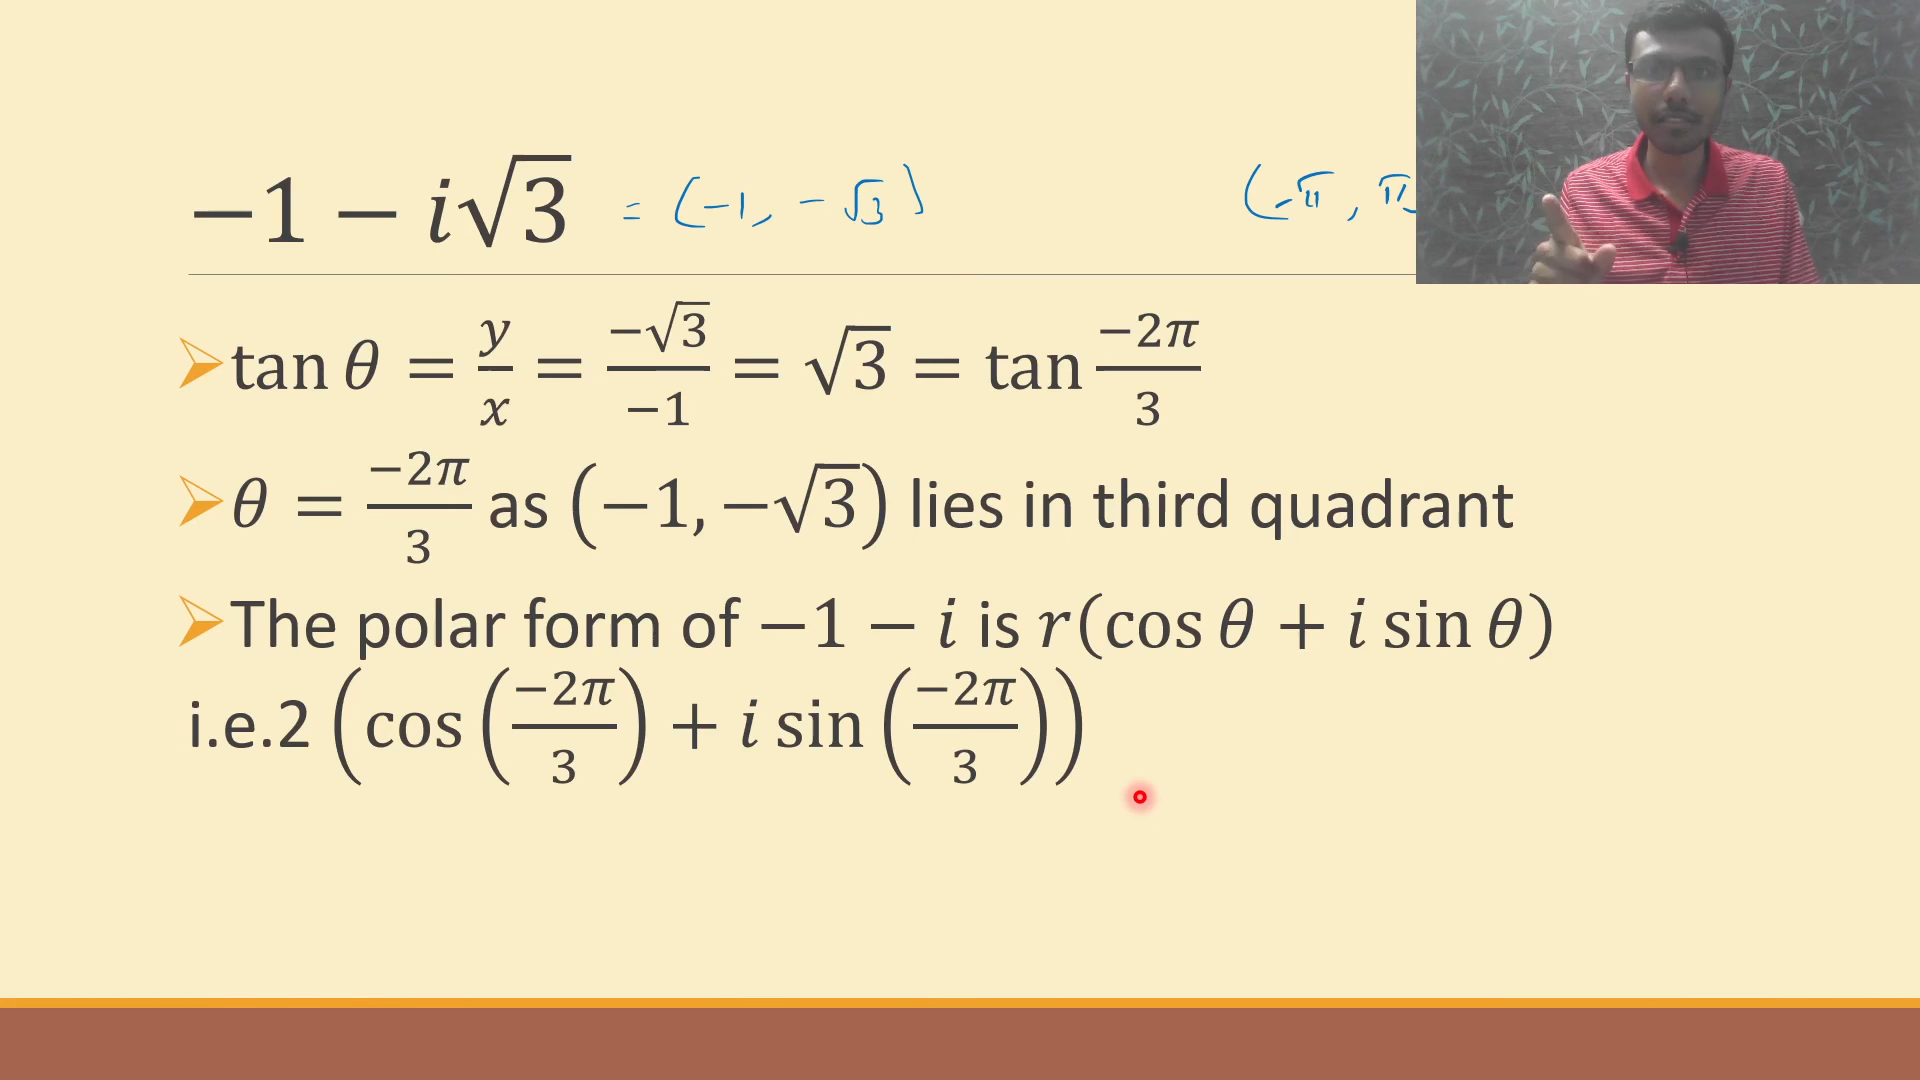 −1 − i√3 = (-1, -√3) (-π, π
➢tan θ = y/x = −√3/−1 = √3 = tan −2π/3
➢θ = −2π/3 as (−1, −√3) lies in third quadrant
➢The polar form of −1 − i is r(cos θ + i sin θ)
i.e.2 (cos (−2π/3) + i sin (−2π/3))